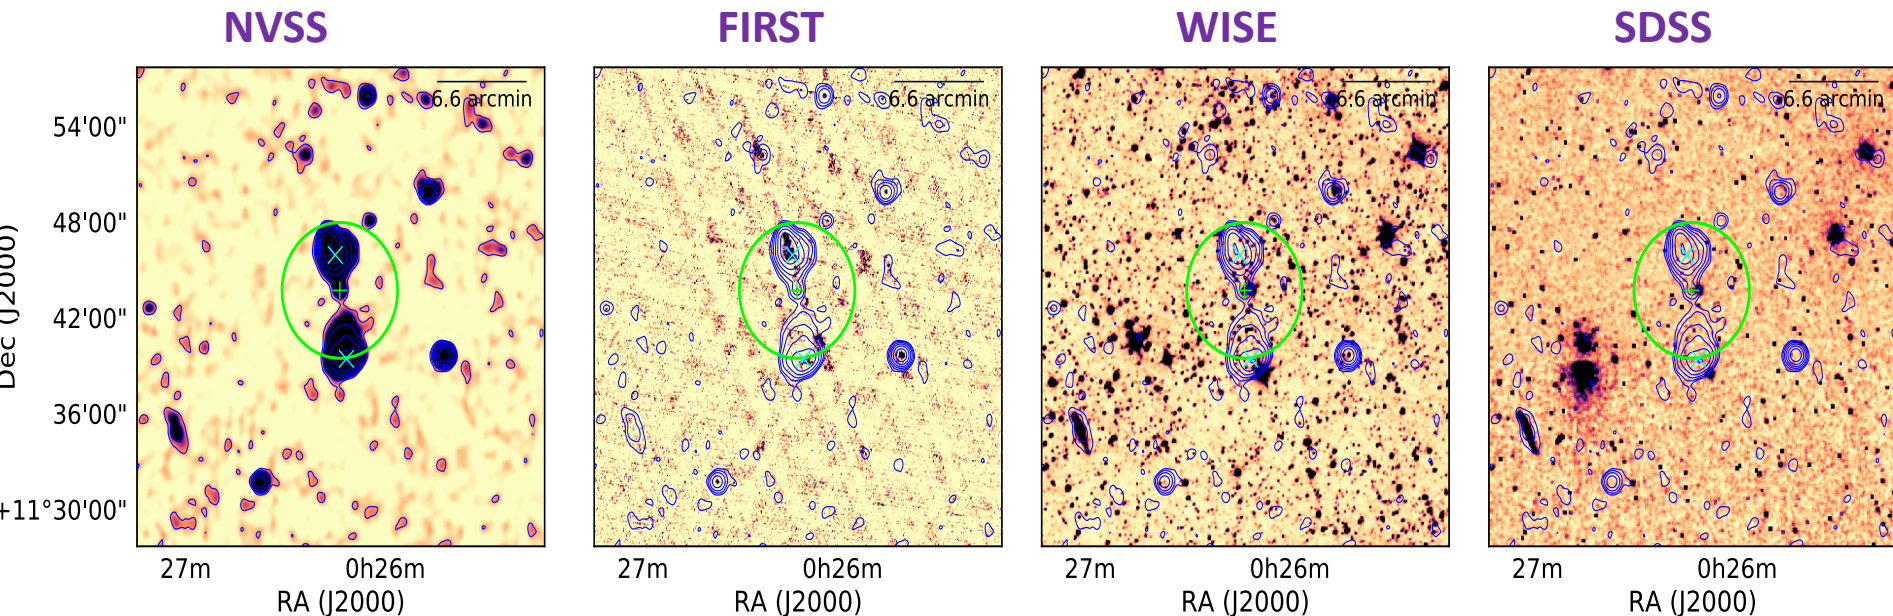 NVSS FIRST WISE SDSS
6.6 arcmin 6.6 arcmin 6.6 arcmin 6.6 arcmin
54'00"
48'00"
42'00"
36'00"
+11°30'00"
Dec (J2000)
27m 0h26m 27m 0h26m 27m 0h26m 27m 0h26m
RA (J2000) RA (J2000) RA (J2000) RA (J2000)